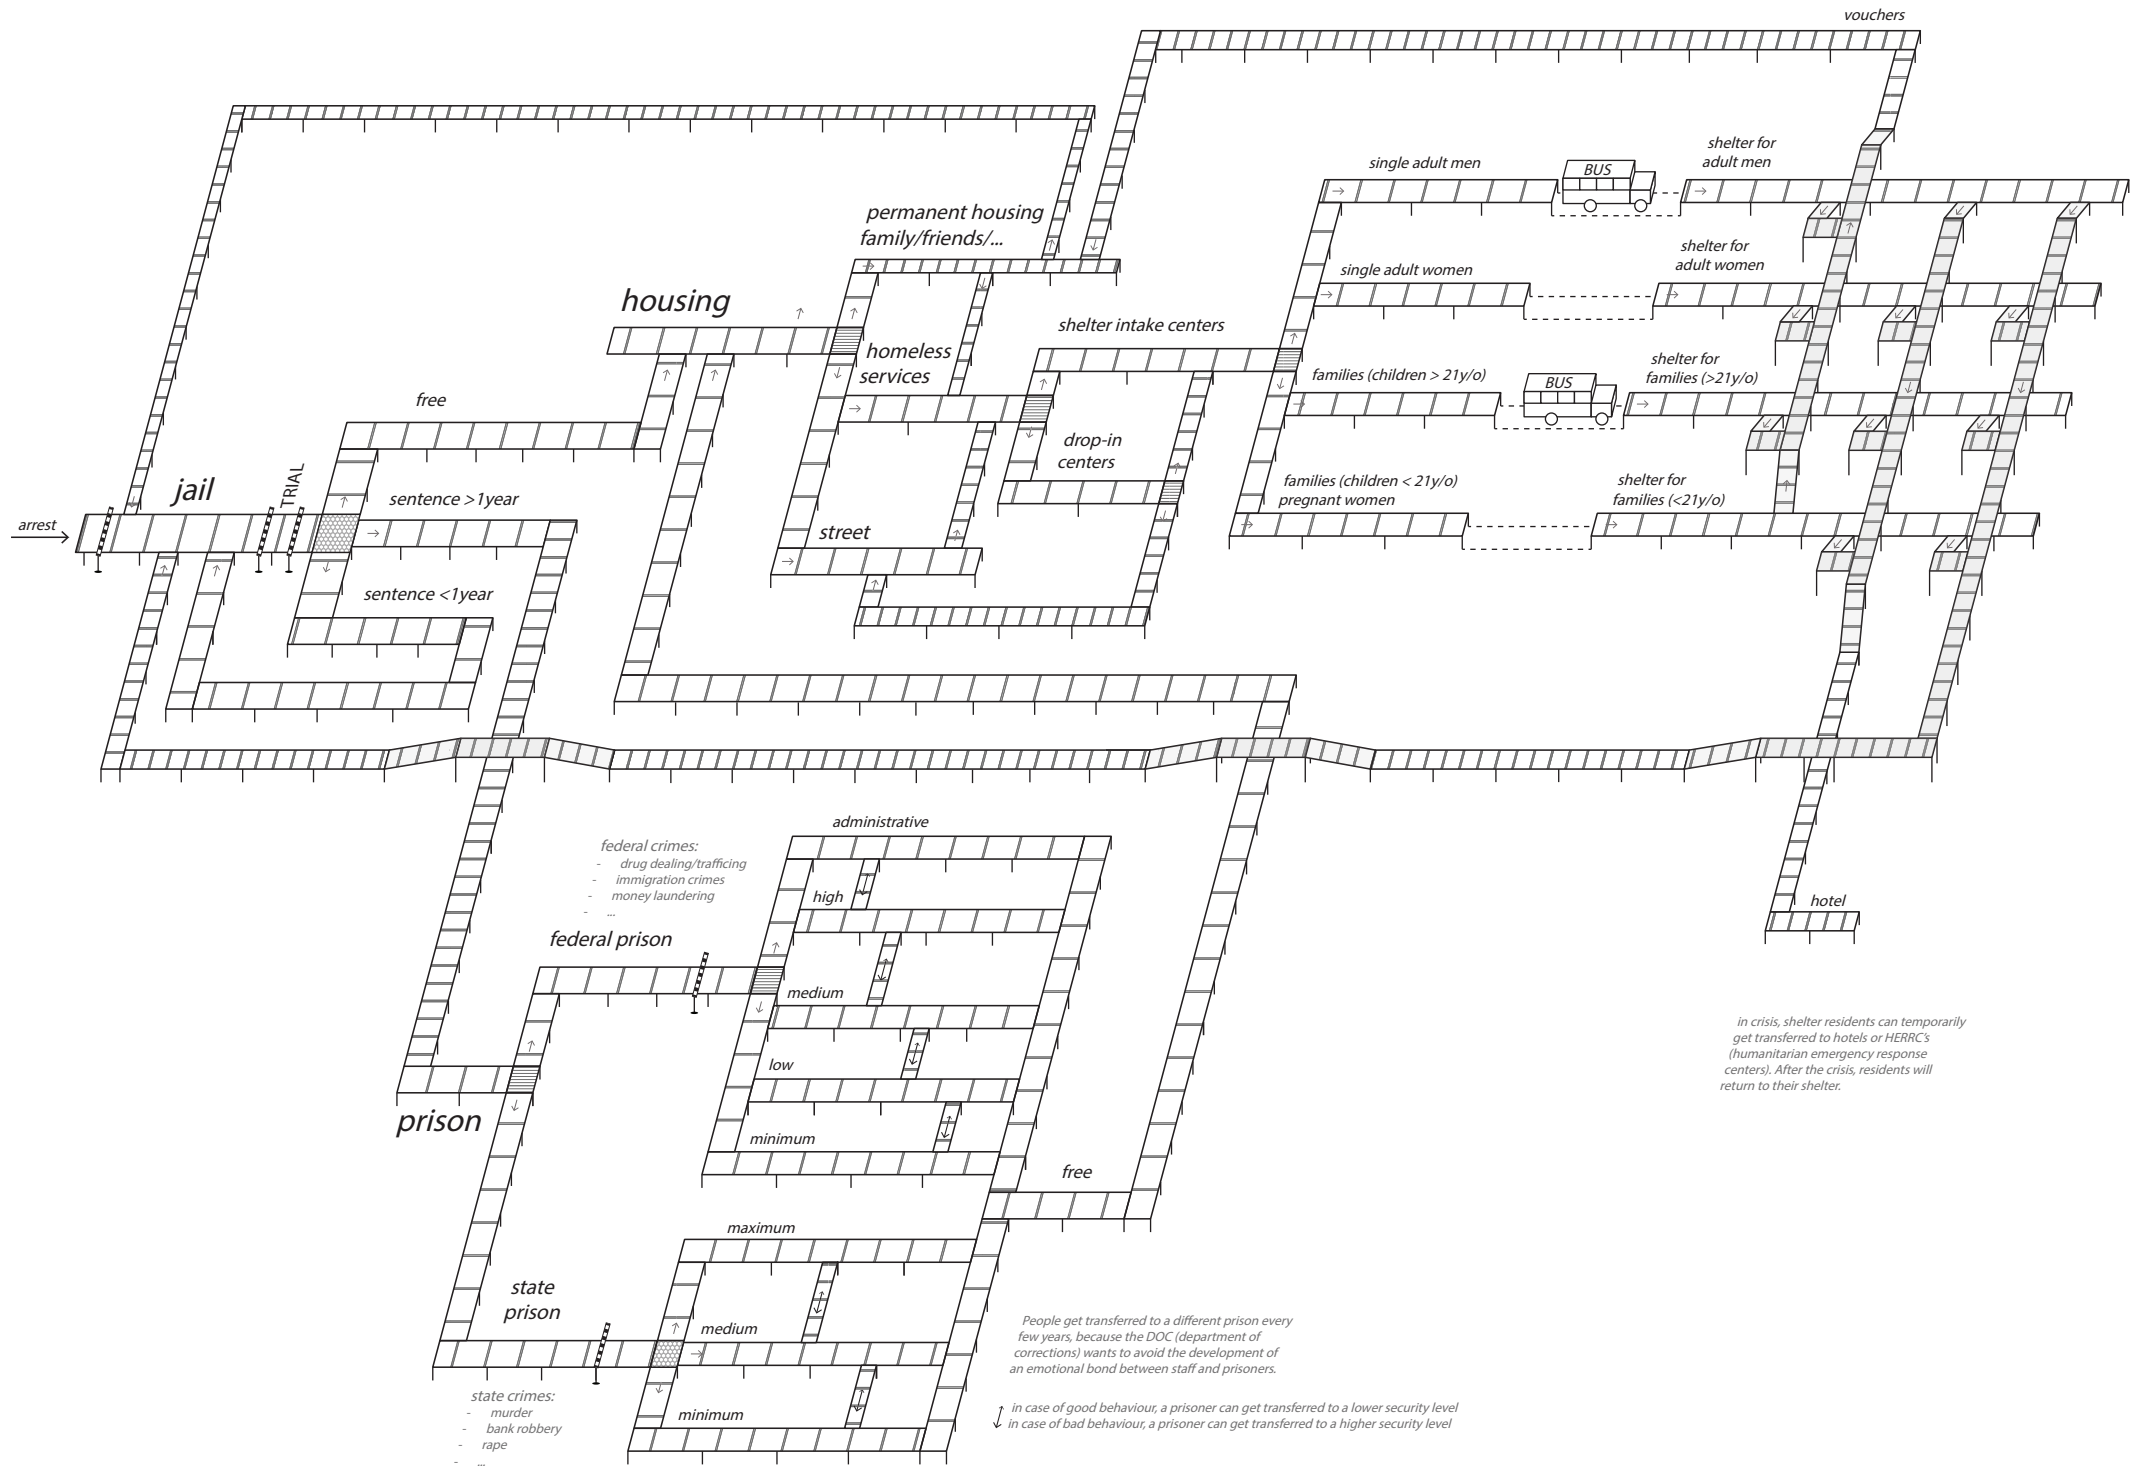 vouchers
single adult men
BUS
shelter for
adult men
permanent housing
family/friends/...
single adult women
shelter for
adult women
housing
shelter intake centers
homeless
services
families (children > 21y/o)
BUS
shelter for
families (>21y/o)
free
drop-in
centers
jail
TRIAL
sentence >1year
families (children < 21y/o)
pregnant women
shelter for
families (<21y/o)
arrest
street
sentence <1year
administrative
federal crimes:
- drug dealing/trafficing
- immigration crimes
- money laundering
- ...
high
hotel
federal prison
medium
in crisis, shelter residents can temporarily
get transferred to hotels or HERRC's
(humanitarian emergency response
centers). After the crisis, residents will
return to their shelter.
low
prison
minimum
free
maximum
state
prison
medium
People get transferred to a different prison every
few years, because the DOC (department of
corrections) wants to avoid the development of
an emotional bond between staff and prisoners.
state crimes:
- murder
- bank robbery
- rape
- ...
minimum
in case of good behaviour, a prisoner can get transferred to a lower security level
in case of bad behaviour, a prisoner can get transferred to a higher security level